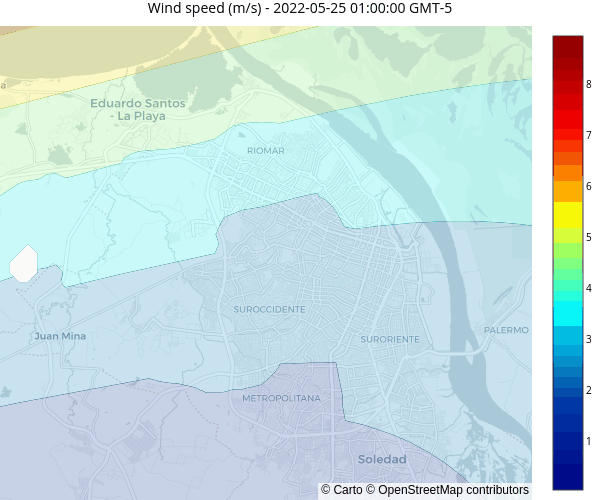 Wind speed (m/s) - 2022-05-25 01:00:00 GMT-5
a
Eduardo Santos
- La Playa
RIOMAR
SUROCCIDENTE
Juan Mina
SURORIENTE
PALERMO
METROPOLITANA
Soledad
© Carto © OpenStreetMap contributors
8
7
6
5
4
3
2
1